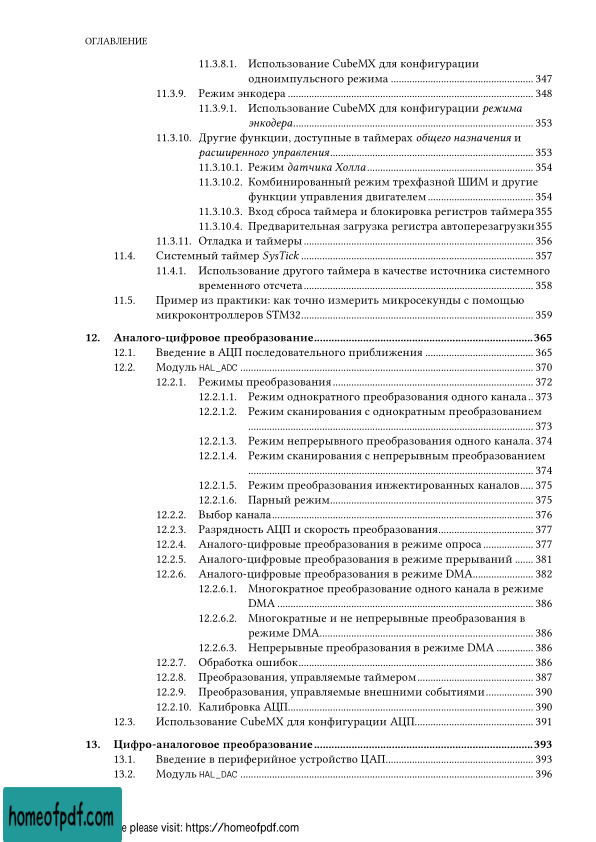 ОГЛАВЛЕНИЕ
11.3.8.1. Использование CubeMX для конфигурации
одноимпульсного режима ........ 347
11.3.9. Режим энкодера ........ 348
11.3.9.1. Использование CubeMX для конфигурации режима
энкодера ........ 353
11.3.10. Другие функции, доступные в таймерах общего назначения и
расширенного управления ........ 353
11.3.10.1. Режим датчика Холла ........ 354
11.3.10.2. Комбинированный режим трехфазной ШИМ и другие
функции управления двигателем ........ 354
11.3.10.3. Вход сброса таймера и блокировка регистров таймера 355
11.3.10.4. Предварительная загрузка регистра автоперезагрузки 355
11.3.11. Отладка и таймеры ........ 356
11.4. Системный таймер SysTick ........ 357
11.4.1. Использование другого таймера в качестве источника системного
временного отсчета ........ 358
11.5. Пример из практики: как точно измерить микросекунды с помощью
микроконтроллеров STM32 ........ 359
12. Аналого-цифровое преобразование ........ 365
12.1. Введение в АЦП последовательного приближения ........ 365
12.2. Модуль HAL_ADC ........ 370
12.2.1. Режимы преобразования ........ 372
12.2.1.1. Режим однократного преобразования одного канала .. 373
12.2.1.2. Режим сканирования с однократным преобразованием
........ 373
12.2.1.3. Режим непрерывного преобразования одного канала . 374
12.2.1.4. Режим сканирования с непрерывным преобразованием
........ 374
12.2.1.5. Режим преобразования инжектированных каналов ..... 375
12.2.1.6. Парный режим ........ 375
12.2.2. Выбор канала ........ 376
12.2.3. Разрядность АЦП и скорость преобразования ........ 377
12.2.4. Аналого-цифровые преобразования в режиме опроса ........ 377
12.2.5. Аналого-цифровые преобразования в режиме прерываний ....... 381
12.2.6. Аналого-цифровые преобразования в режиме DMA ........ 382
12.2.6.1. Многократное преобразование одного канала в режиме
DMA ........ 386
12.2.6.2. Многократные и не непрерывные преобразования в
режиме DMA ........ 386
12.2.6.3. Непрерывные преобразования в режиме DMA ........ 386
12.2.7. Обработка ошибок ........ 386
12.2.8. Преобразования, управляемые таймером ........ 387
12.2.9. Преобразования, управляемые внешними событиями ........ 390
12.2.10. Калибровка АЦП ........ 390
12.3. Использование CubeMX для конфигурации АЦП ........ 391
13. Цифро-аналоговое преобразование ........ 393
13.1. Введение в периферийное устройство ЦАП ........ 393
13.2. Модуль HAL_DAC ........ 396
homeofpdf.com
please visit: https://homeofpdf.com